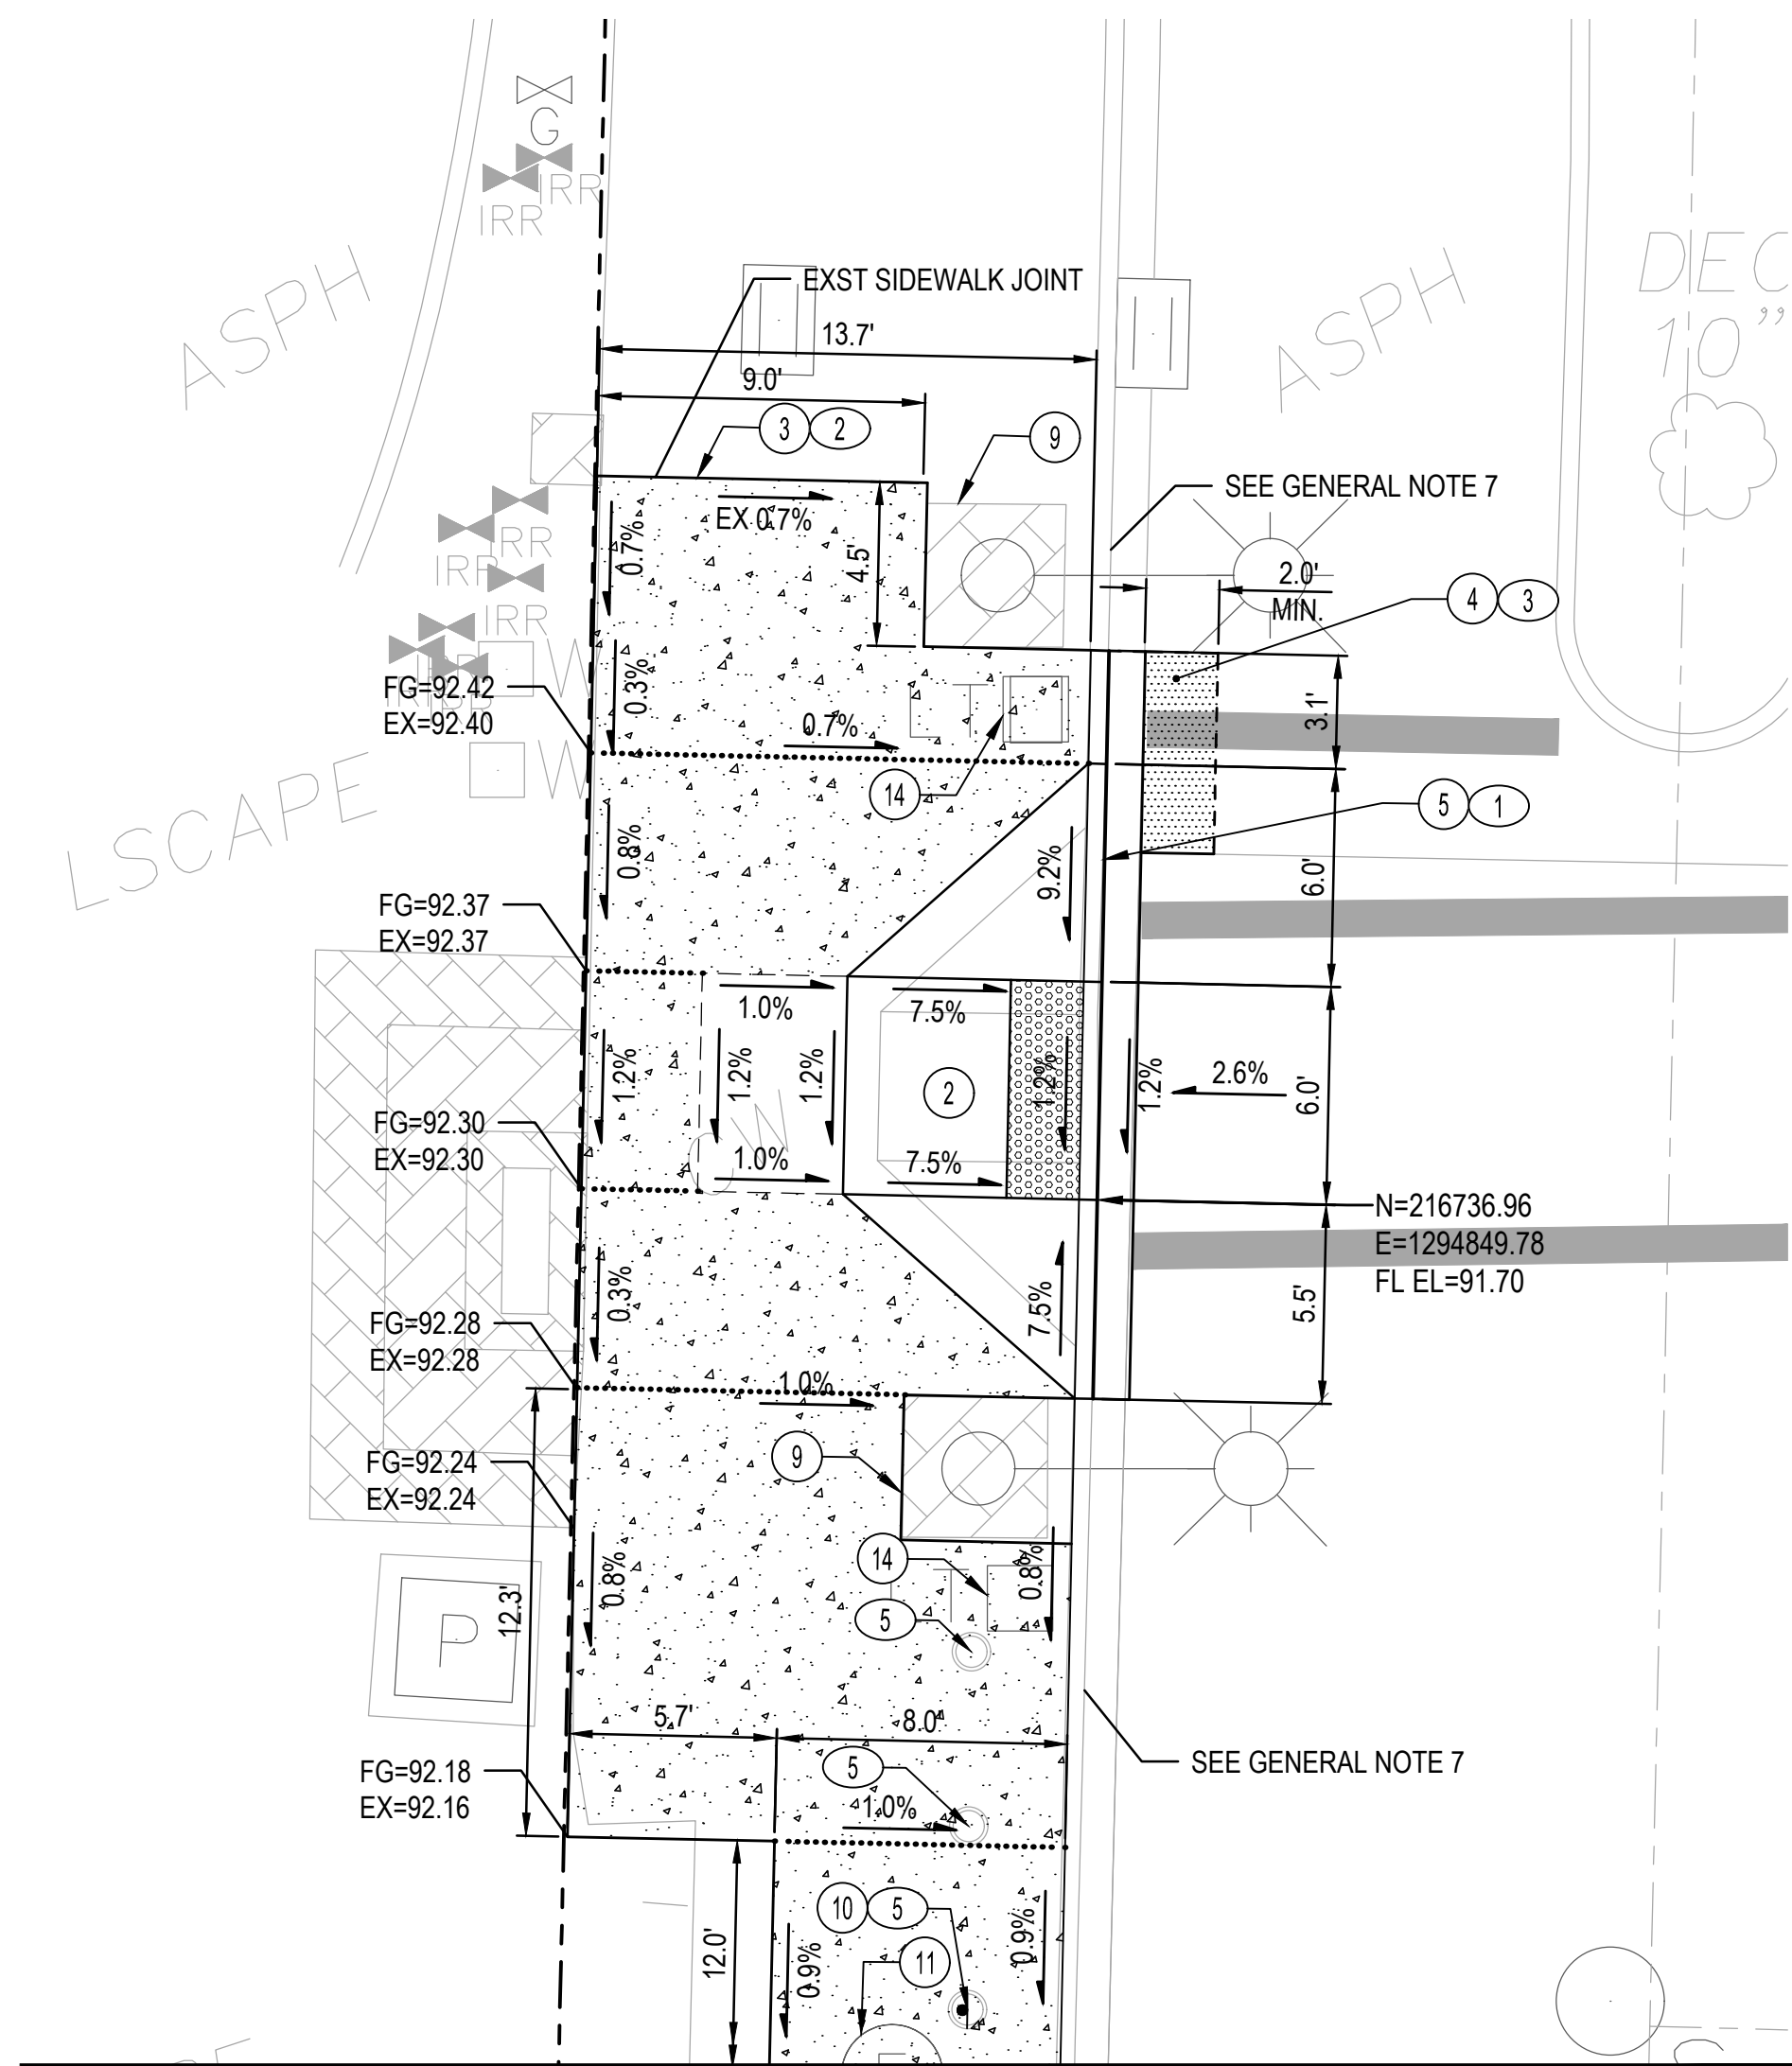 G
IRR
IRR
ASPH
EXST SIDEWALK JOINT
13.7'
9.0'
3 2
9
ASPH
DEC
10"
SEE GENERAL NOTE 7
EX 0.7%
0.7%
4.5'
IRR
IRR
IRR
2.0'
MIN.
4 3
W
FG=92.42
EX=92.40
0.3%
0.7%
3.1'
W
14
5 1
LSCAPE
0.8%
9.2%
6.0'
FG=92.37
EX=92.37
1.0%
7.5%
1.2%
1.2%
1.2%
2
1.2%
1.2%
2.6%
6.0'
FG=92.30
EX=92.30
W
1.0%
7.5%
N=216736.96
E=1294849.78
FL EL=91.70
0.3%
7.5%
5.5'
FG=92.28
EX=92.28
1.0%
9
FG=92.24
EX=92.24
14
0.8%
0.8%
5
12.3'
P
5.7'
8.0'
SEE GENERAL NOTE 7
5
FG=92.18
EX=92.16
1.0%
10 5
12.0'
0.9%
11
0.9%